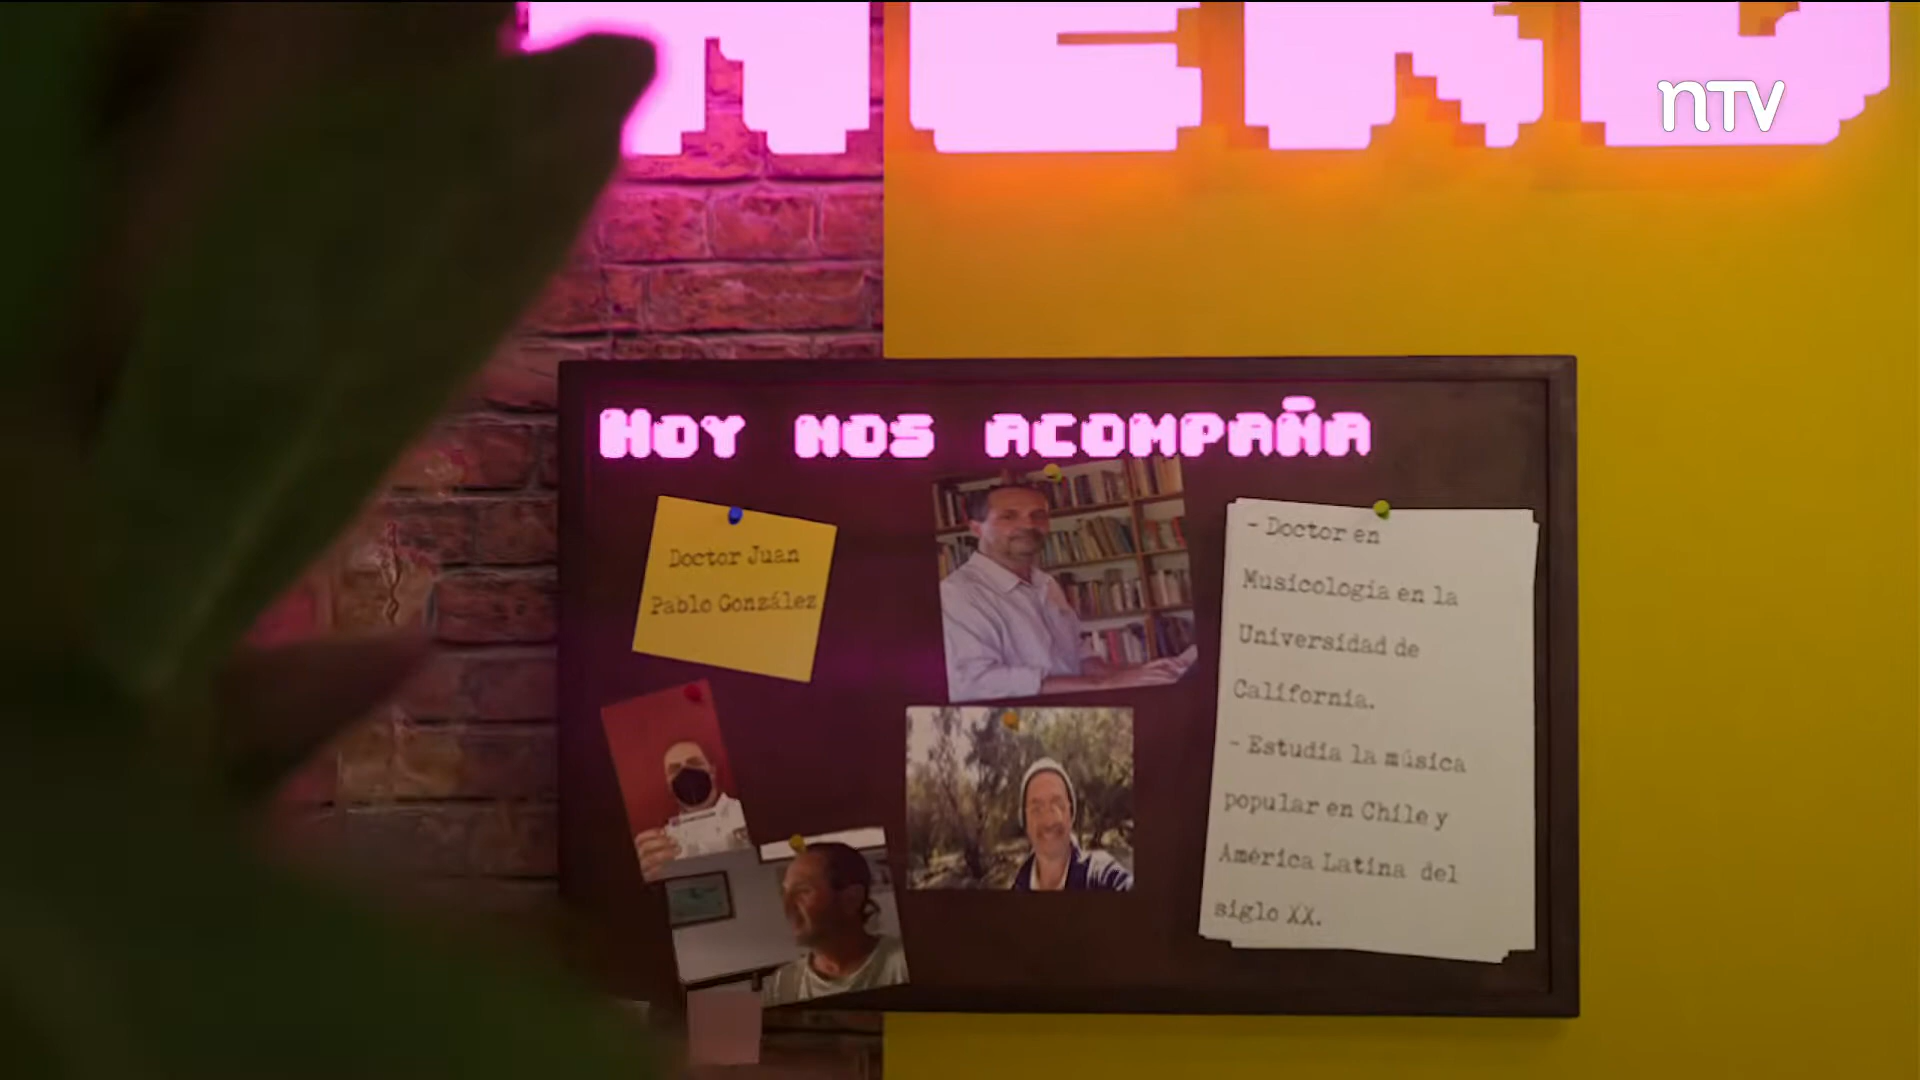 NERD
nTV
Hoy nos acompaña
Doctor Juan
Pablo González
- Doctor en
Musicología en la
Universidad de
California.
- Estudia la música
popular en Chile y
América Latina del
siglo XX.